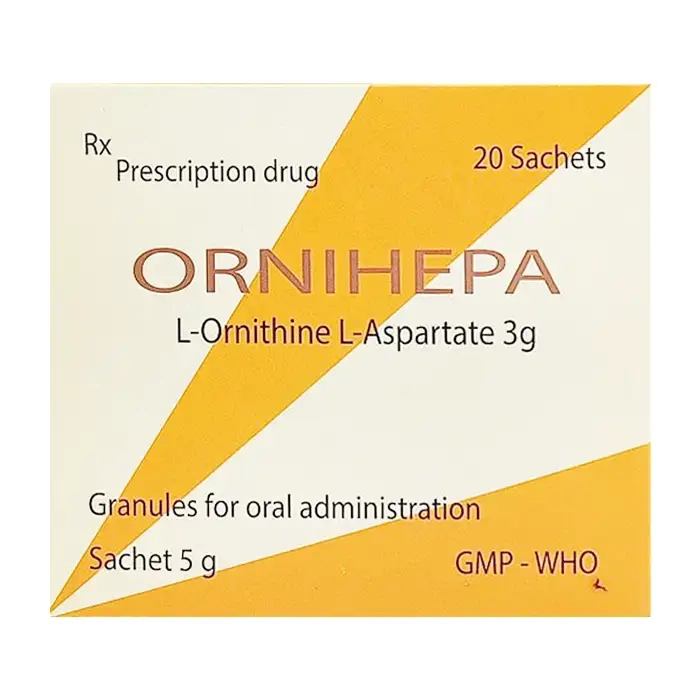 Rx
Prescription drug
20 Sachets
ORNIHEPA
L-Ornithine L-Aspartate 3g
Granules for oral administration
Sachet 5 g
GMP - WHO